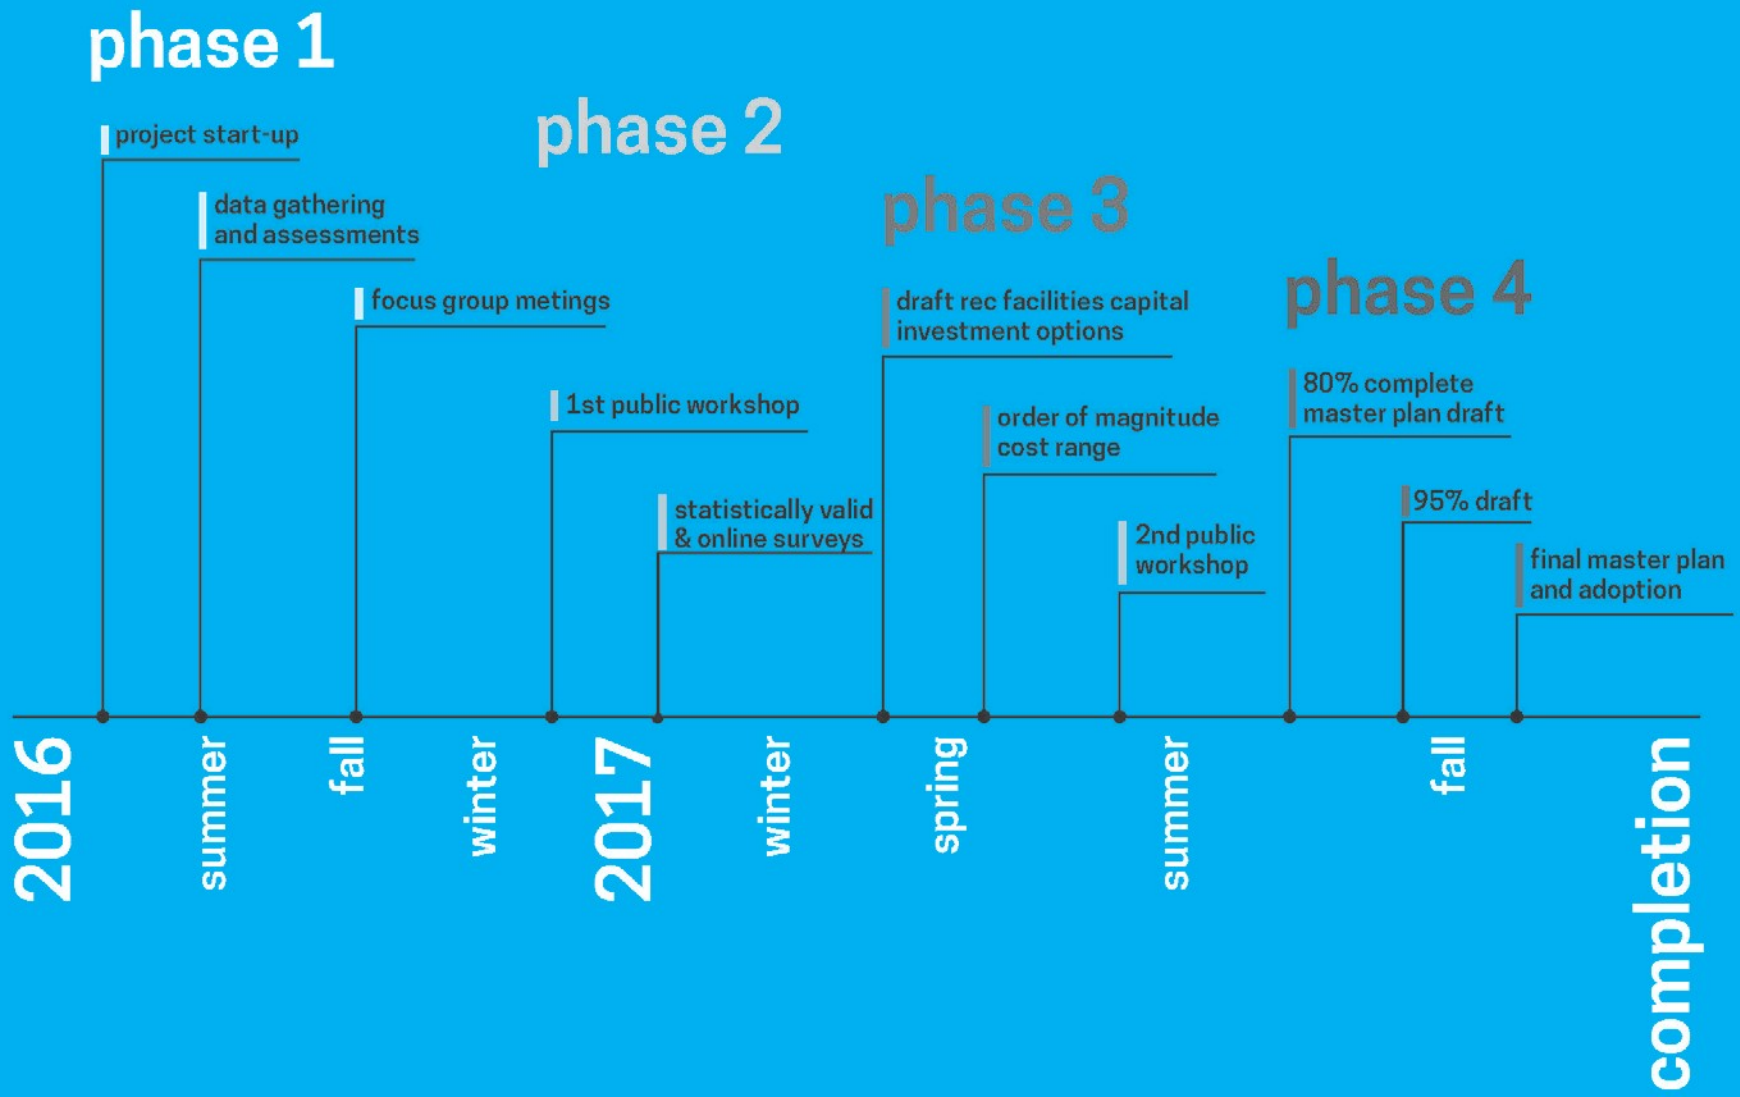 phase 1
project start-up
data gathering
and assessments
focus group metings
phase 2
1st public workshop
statistically valid
& online surveys
phase 3
draft rec facilities capital
investment options
order of magnitude
cost range
2nd public
workshop
phase 4
80% complete
master plan draft
95% draft
final master plan
and adoption
2016
summer
fall
winter
2017
winter
spring
summer
fall
completion